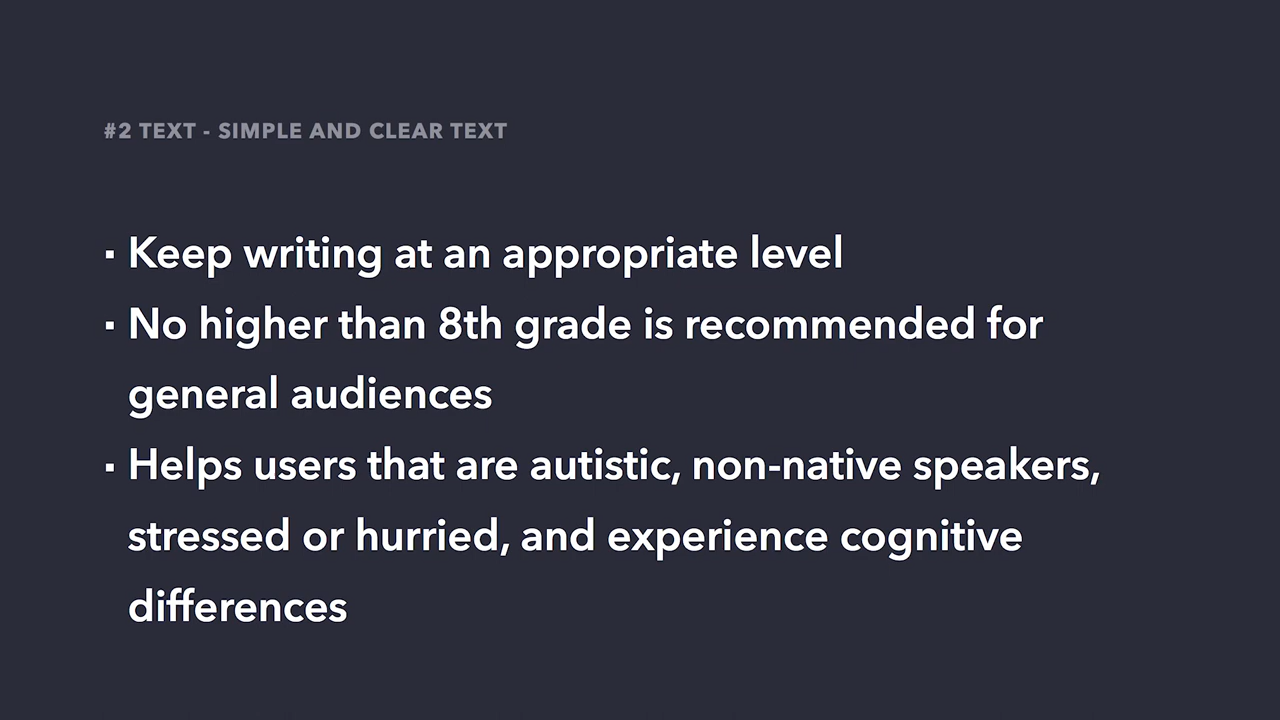 #2 TEXT - SIMPLE AND CLEAR TEXT
▪ Keep writing at an appropriate level
▪ No higher than 8th grade is recommended for
general audiences
▪ Helps users that are autistic, non-native speakers,
stressed or hurried, and experience cognitive
differences